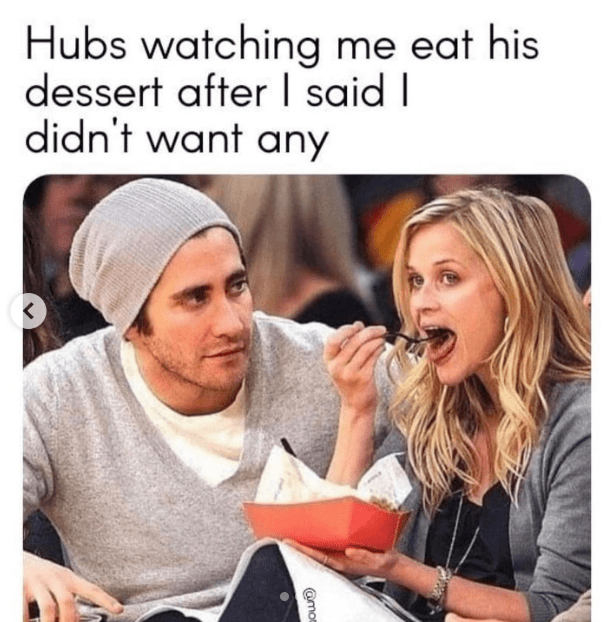 Hubs watching me eat his
dessert after I said I
didn't want any